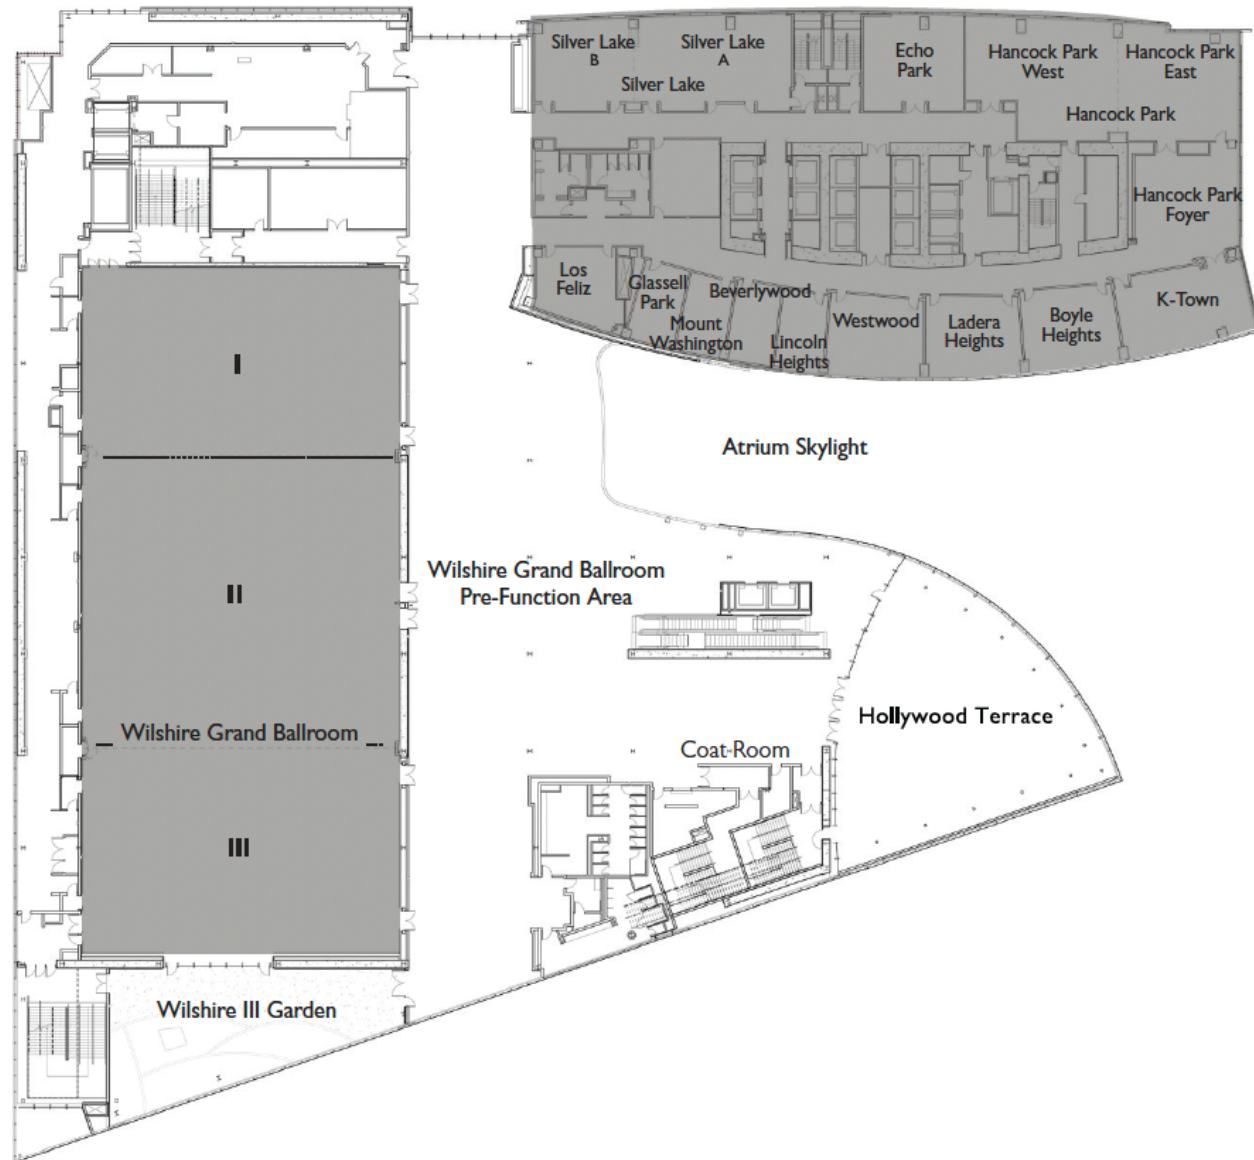 Silver Lake
B
Silver Lake
A
Silver Lake
Echo
Park
Hancock Park
West
Hancock Park
East
Hancock Park
Hancock Park
Foyer
Los
Feliz
Glassell
Park
Mount
Washington
Beverlywood
Lincoln
Heights
Westwood
Ladera
Heights
Boyle
Heights
K-Town
I
Atrium Skylight
II
Wilshire Grand Ballroom
Pre-Function Area
Wilshire Grand Ballroom
Hollywood Terrace
Coat Room
III
Wilshire III Garden